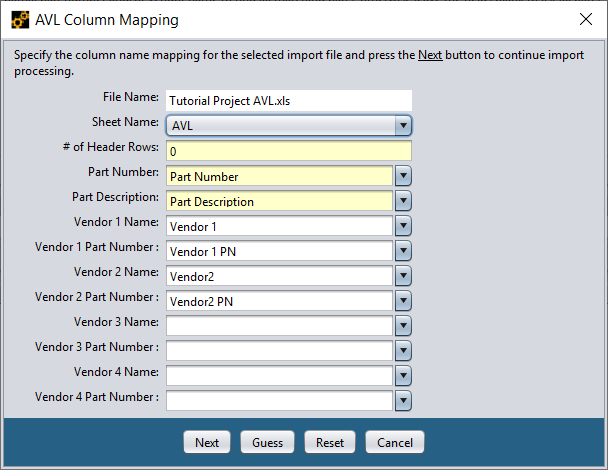 AVL Column Mapping
Specify the column name mapping for the selected import file and press the Next button to continue import
processing.
File Name: Tutorial Project AVL.xls
Sheet Name: AVL
# of Header Rows: 0
Part Number: Part Number
Part Description: Part Description
Vendor 1 Name: Vendor 1
Vendor 1 Part Number : Vendor 1 PN
Vendor 2 Name: Vendor2
Vendor 2 Part Number : Vendor2 PN
Vendor 3 Name:
Vendor 3 Part Number :
Vendor 4 Name:
Vendor 4 Part Number :
Next Guess Reset Cancel